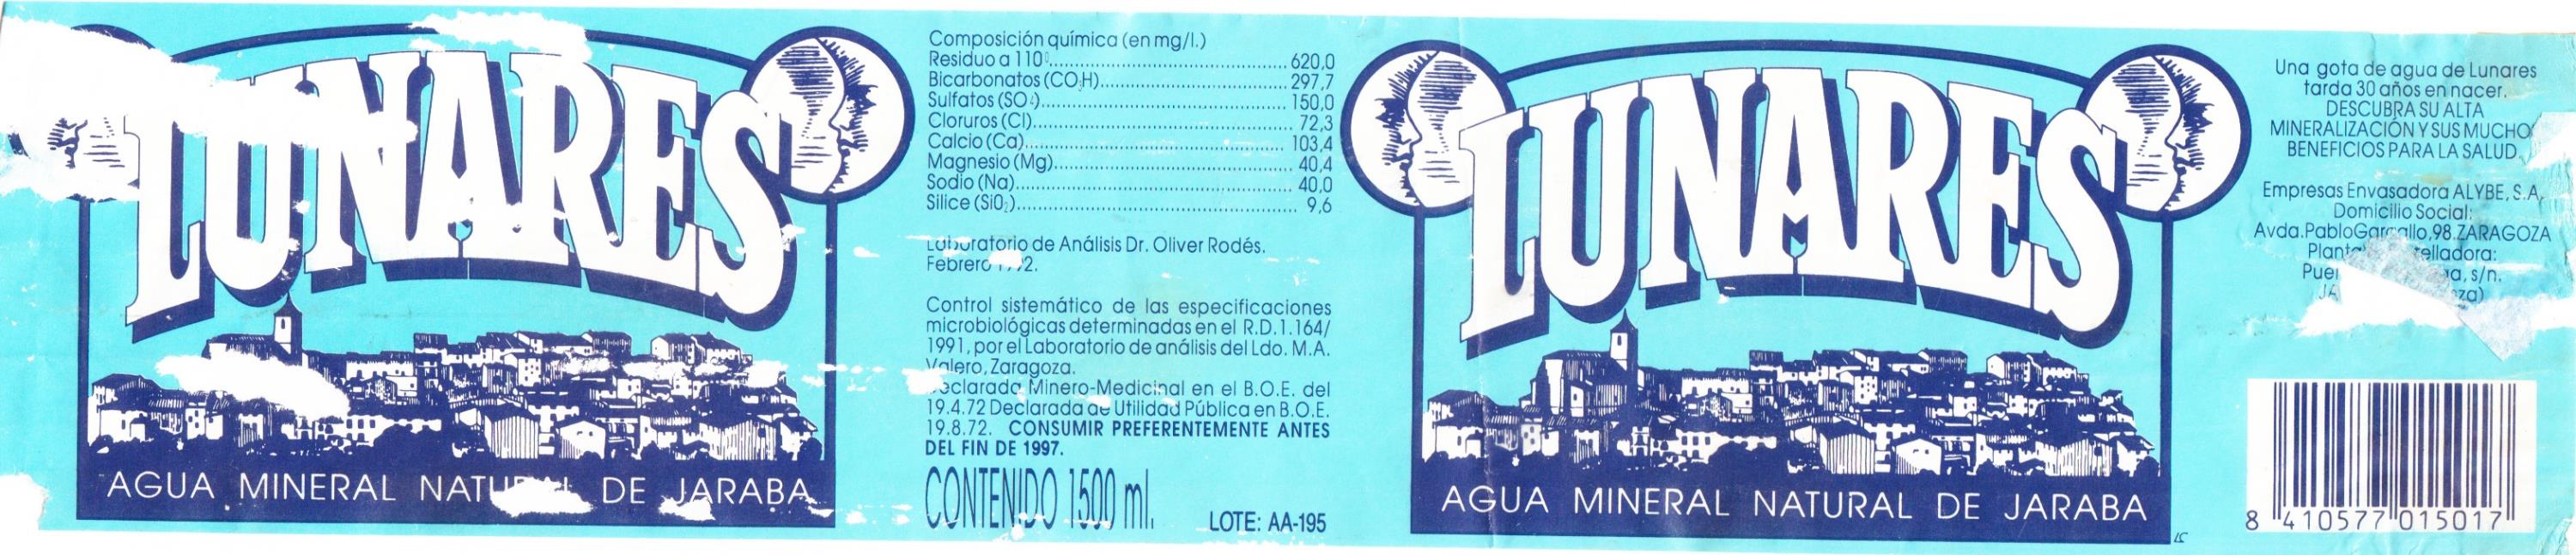 LUNARES
AGUA MINERAL NATURAL DE JARABA
Composición química (en mg/l.)
Residuo a 110° 620,0
Bicarbonatos (CO₃H) 297,7
Sulfatos (SO₄) 150,0
Cloruros (Cl) 72,3
Calcio (Ca) 103,4
Magnesio (Mg) 40,4
Sodio (Na) 40,0
Silice (SiO₂) 9,6
Laboratorio de Análisis Dr. Oliver Rodés.
Febrero
Control sistemático de las especificaciones
microbiológicas determinadas en el R.D.1.164/
1991, por el Laboratorio de análisis del Ldo. M.A.
Valero, Zaragoza.
Declarada Minero-Medicinal en el B.O.E. del
19.4.72 Declarada de Utilidad Pública en B.O.E.
19.8.72. CONSUMIR PREFERENTEMENTE ANTES
DEL FIN DE 1997.
CONTENIDO 1500 ml.
LOTE: AA-195
LUNARES
AGUA MINERAL NATURAL DE JARABA
Una gota de agua de Lunares
tarda 30 años en nacer.
DESCUBRA SU ALTA
MINERALIZACIÓN Y SUS MUCHO
BENEFICIOS PARA LA SALUD.
Empresas Envasadora ALYBE, S.A.
Domicilio Social:
Avda. Pablo Gargallo, 98. ZARAGOZA
s/n.
8 410577 015017